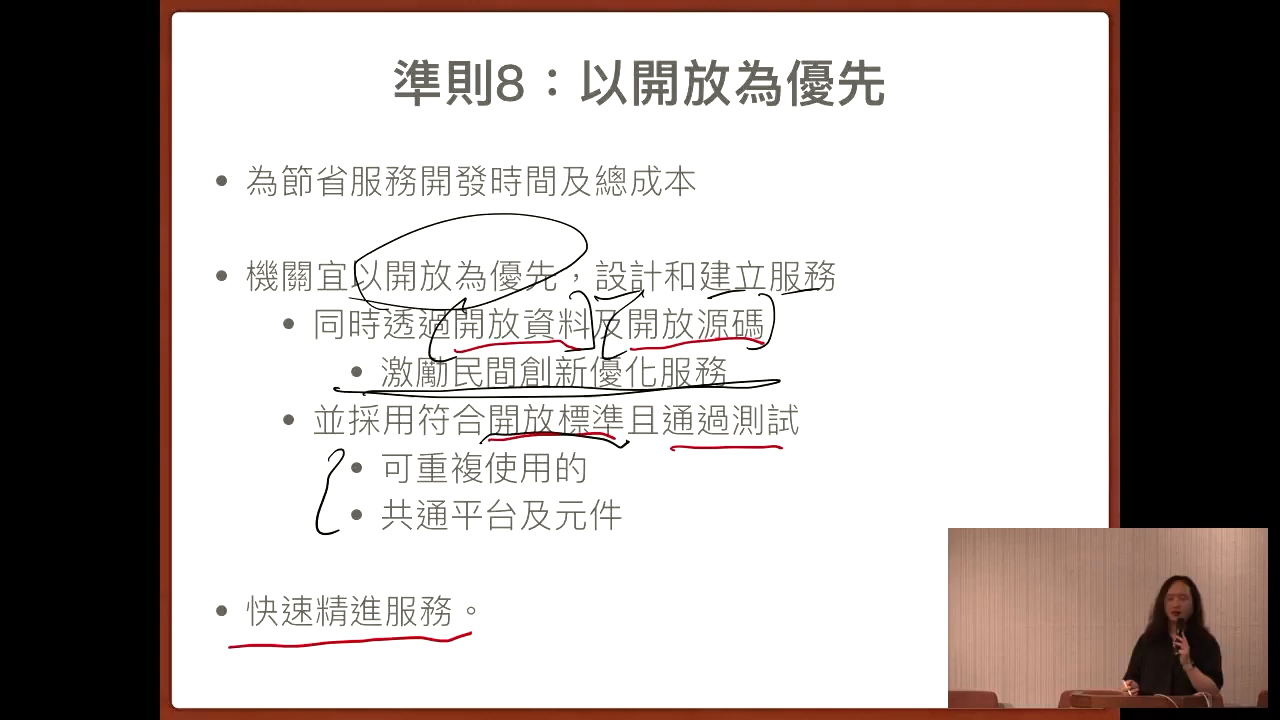 準則8：以開放為優先
• 為節省服務開發時間及總成本
• 機關宜以開放為優先，設計和建立服務
• 同時透過開放資料及開放源碼
• 激勵民間創新優化服務
• 並採用符合開放標準且通過測試
• 可重複使用的
• 共通平台及元件
• 快速精進服務。